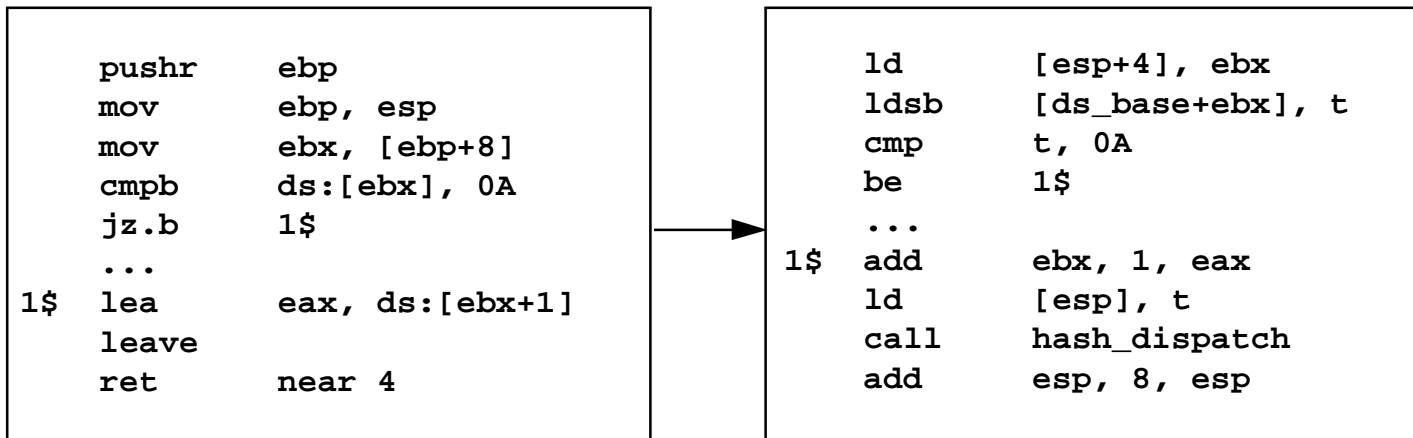 pushr ebp
mov ebp, esp
mov ebx, [ebp+8]
cmpb ds:[ebx], 0A
jz.b 1$
...
1$ lea eax, ds:[ebx+1]
leave
ret near 4
ld [esp+4], ebx
ldsb [ds_base+ebx], t
cmp t, 0A
be 1$
...
1$ add ebx, 1, eax
ld [esp], t
call hash_dispatch
add esp, 8, esp